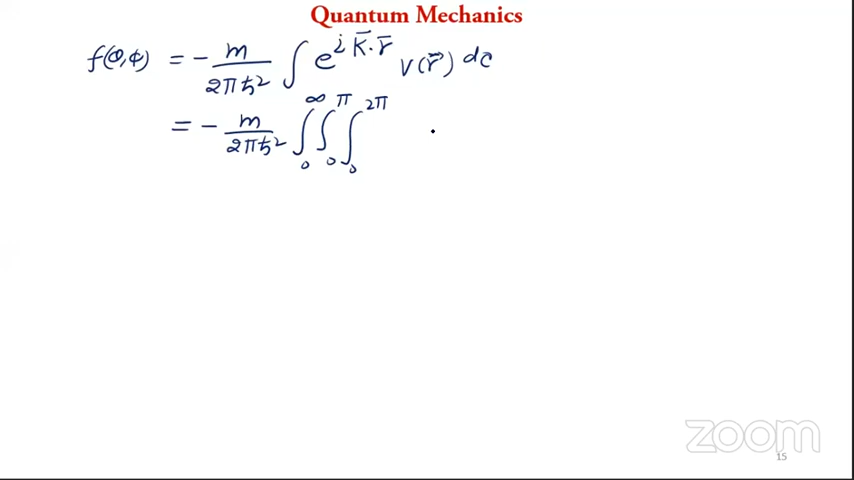 Quantum Mechanics
f(θ,φ) = - m/2πħ² ∫ e^{i K̄·r̄} V(r̄) dτ
= - m/2πħ² ∫₀^∞ ∫₀^π ∫₀^{2π}
zoom
15